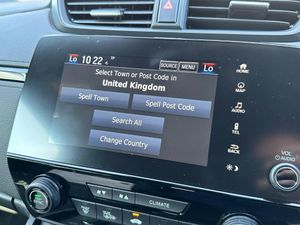 Lo 10:22 SOURCE MENU Lo
Select Town or Post Code in
United Kingdom
Spell Town Spell Post Code
Search All
Change Country
HOME
MAP
AUDIO
TEL
BACK
VOL
AUDIO
CLIMATE